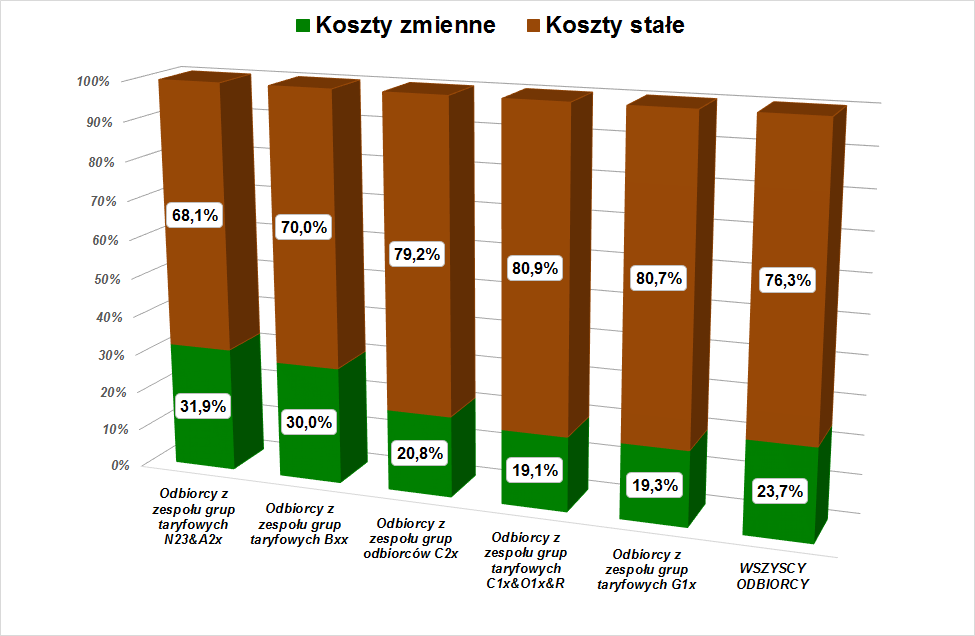 Koszty zmienne Koszty stałe
100%
90%
80%
70%
60%
50%
40%
30%
20%
10%
0%
68,1%
70,0%
79,2%
80,9%
80,7%
76,3%
31,9%
30,0%
20,8%
19,1%
19,3%
23,7%
Odbiorcy z
zespołu grup
taryfowych
N23&A2x
Odbiorcy z
zespołu grup
taryfowych Bxx
Odbiorcy z
zespołu grup
odbiorców C2x
Odbiorcy z
zespołu grup
taryfowych
C1x&O1x&R
Odbiorcy z
zespołu grup
taryfowych G1x
WSZYSCY
ODBIORCY